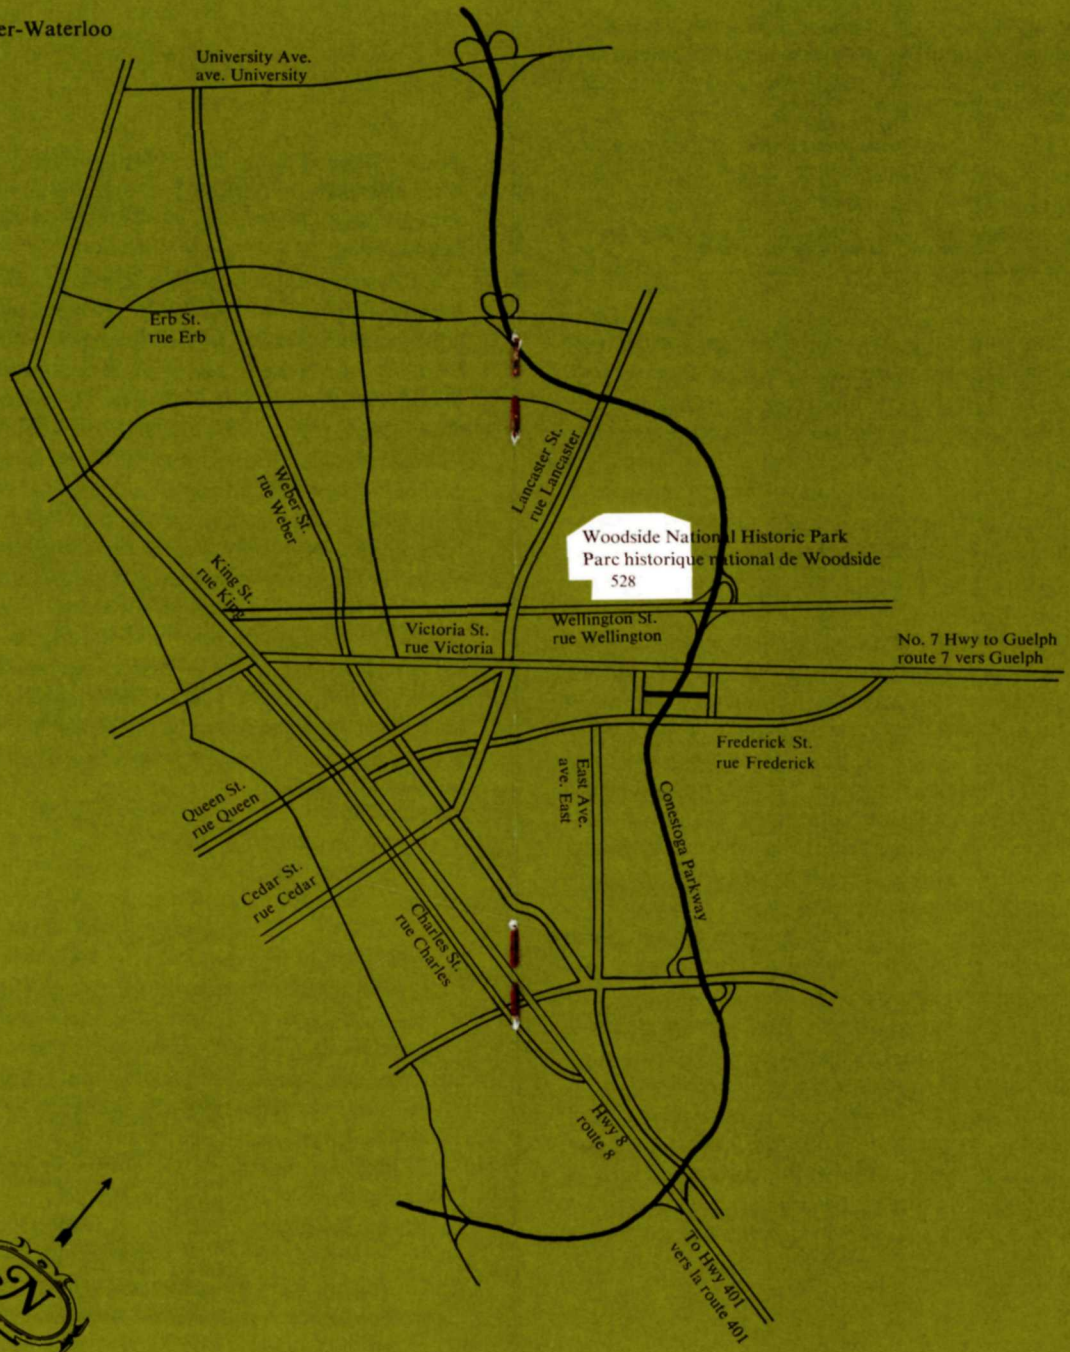 er-Waterloo
University Ave.
ave. University
Erb St.
rue Erb
Lancaster St.
rue Lancaster
Weber St.
rue Weber
Woodside National Historic Park
Parc historique national de Woodside
528
King St.
rue King
Wellington St.
rue Wellington
Victoria St.
rue Victoria
No. 7 Hwy to Guelph
route 7 vers Guelph
Frederick St.
rue Frederick
East Ave.
ave. East
Queen St.
rue Queen
Conestoga Parkway
Cedar St.
rue Cedar
Charles St.
rue Charles
Hwy 8
route 8
To Hwy 401
vers la route 401
N